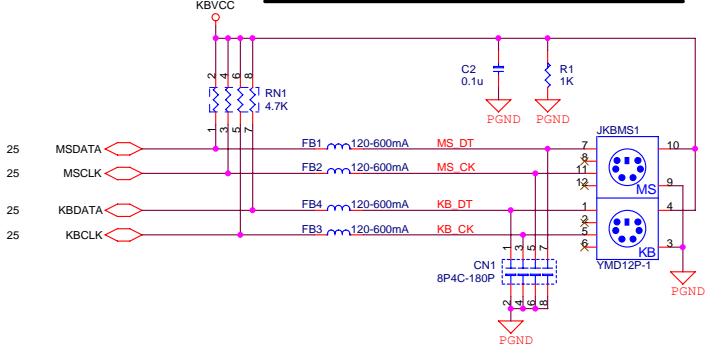 KBVCC
2 4 6 8
RN1
4.7K
1 3 5 7
C2
0.1u
PGND
R1
1K
PGND
JKBMS1
25 MSDATA FB1 120-600mA MS_DT 7 10
8
25 MSCLK FB2 120-600mA MS_CK 11
12 9
MS
25 KBDATA FB4 120-600mA KB_DT 1 4
2
25 KBCLK FB3 120-600mA KB_CK 5
6 3
KB
YMD12P-1
1 3 5 7
CN1
8P4C-180P
2 4 6 8
PGND
PGND